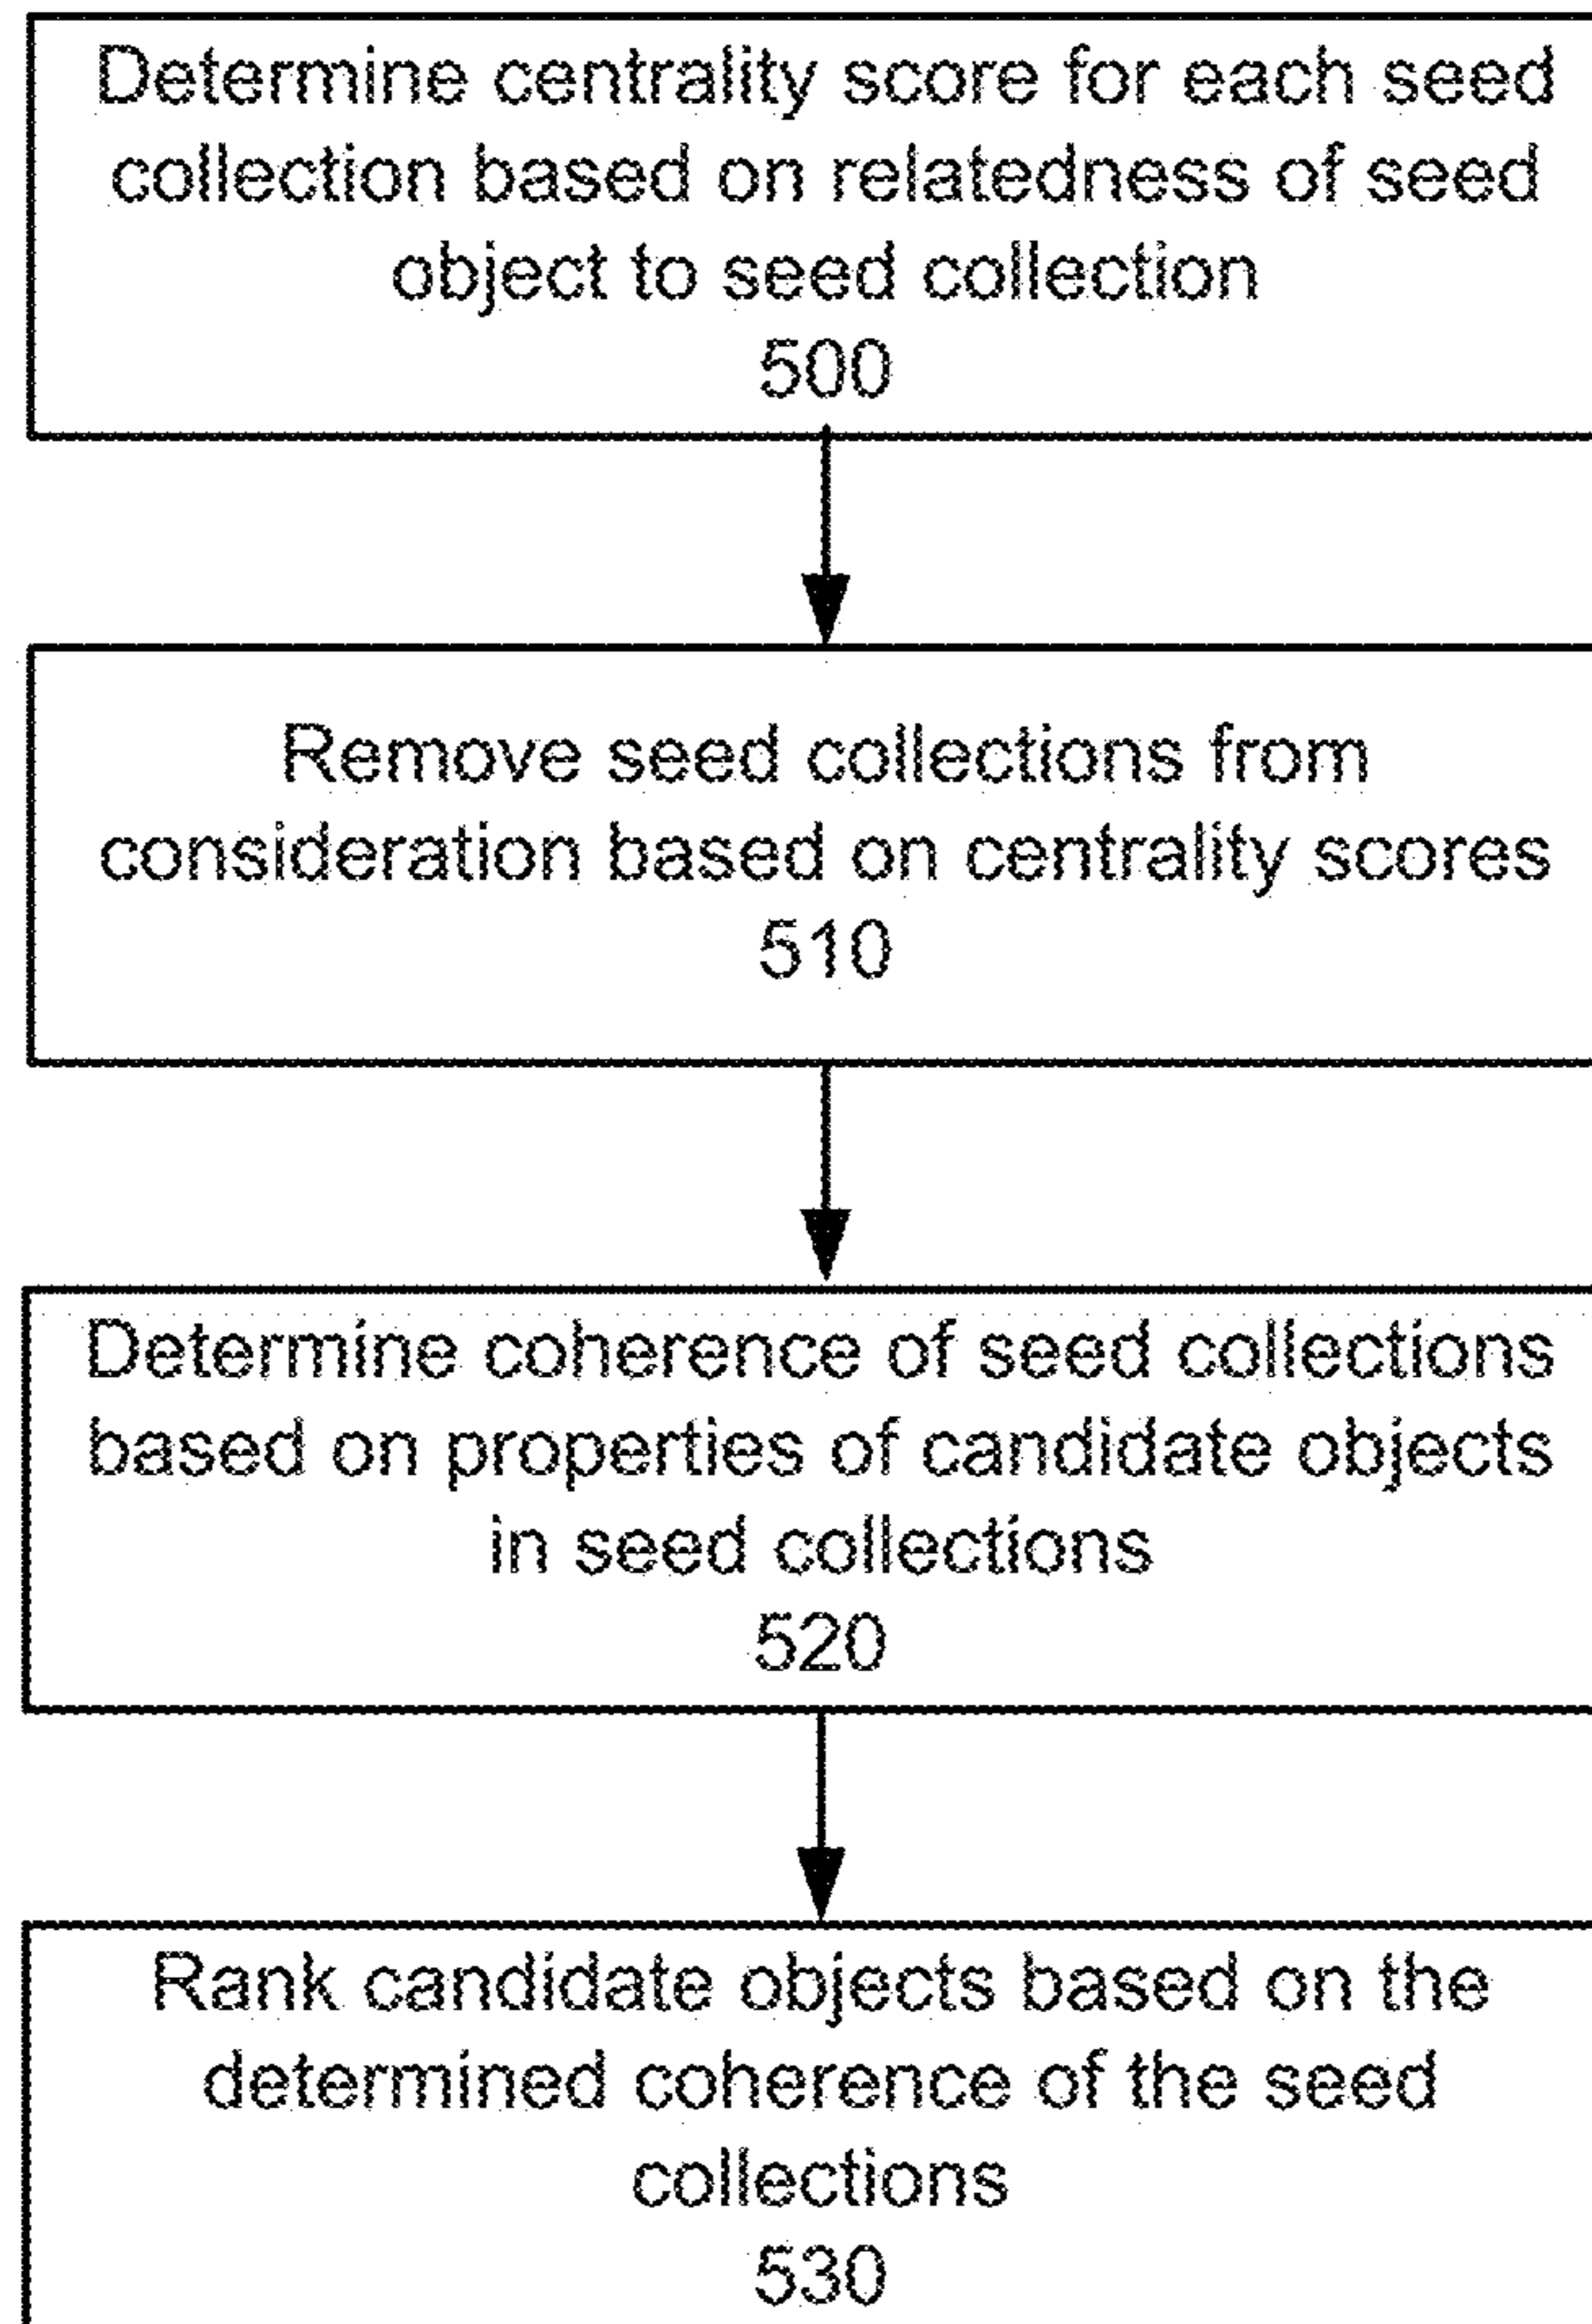 Determine centrality score for each seed
collection based on relatedness of seed
object to seed collection
500
Remove seed collections from
consideration based on centrality scores
510
Determine coherence of seed collections
based on properties of candidate objects
in seed collections
520
Rank candidate objects based on the
determined coherence of the seed
collections
530